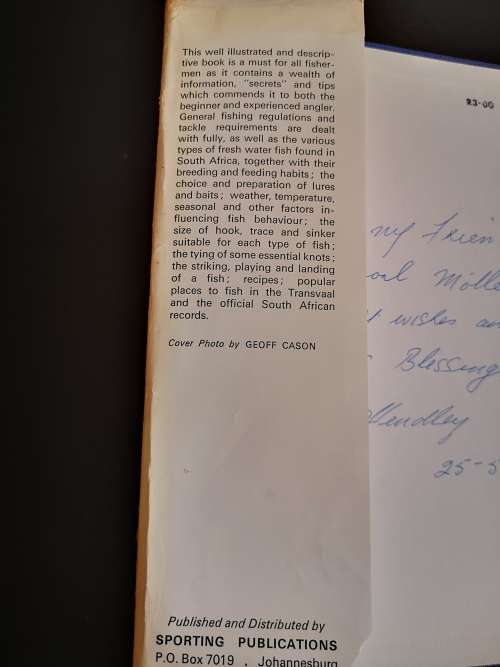 This well illustrated and descrip-
tive book is a must for all fisher-
men as it contains a wealth of
information, "secrets" and tips
which commends it to both the
beginner and experienced angler.
General fishing regulations and
tackle requirements are dealt
with fully, as well as the various
types of fresh water fish found in
South Africa, together with their
breeding and feeding habits; the
choice and preparation of lures
and baits; weather, temperature,
seasonal and other factors in-
fluencing fish behaviour; the
size of hook, trace and sinker
suitable for each type of fish;
the tying of some essential knots;
the striking, playing and landing
of a fish; recipes; popular
places to fish in the Transvaal
and the official South African
records.
Cover Photo by GEOFF CASON
Published and Distributed by
SPORTING PUBLICATIONS
P.O. Box 7019 , Johannesburg
23-00
my Frien
Mölle
wishes an
Blessing
25-5